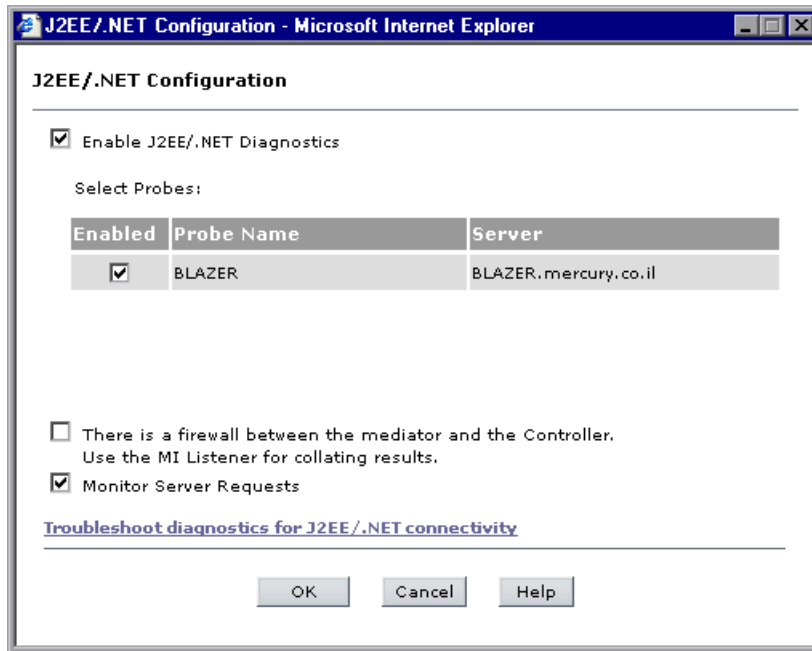 J2EE/.NET Configuration - Microsoft Internet Explorer
J2EE/.NET Configuration
Enable J2EE/.NET Diagnostics
Select Probes:
Enabled Probe Name Server
BLAZER BLAZER.mercury.co.il
There is a firewall between the mediator and the Controller.
Use the MI Listener for collating results.
Monitor Server Requests
Troubleshoot diagnostics for J2EE/.NET connectivity
OK Cancel Help